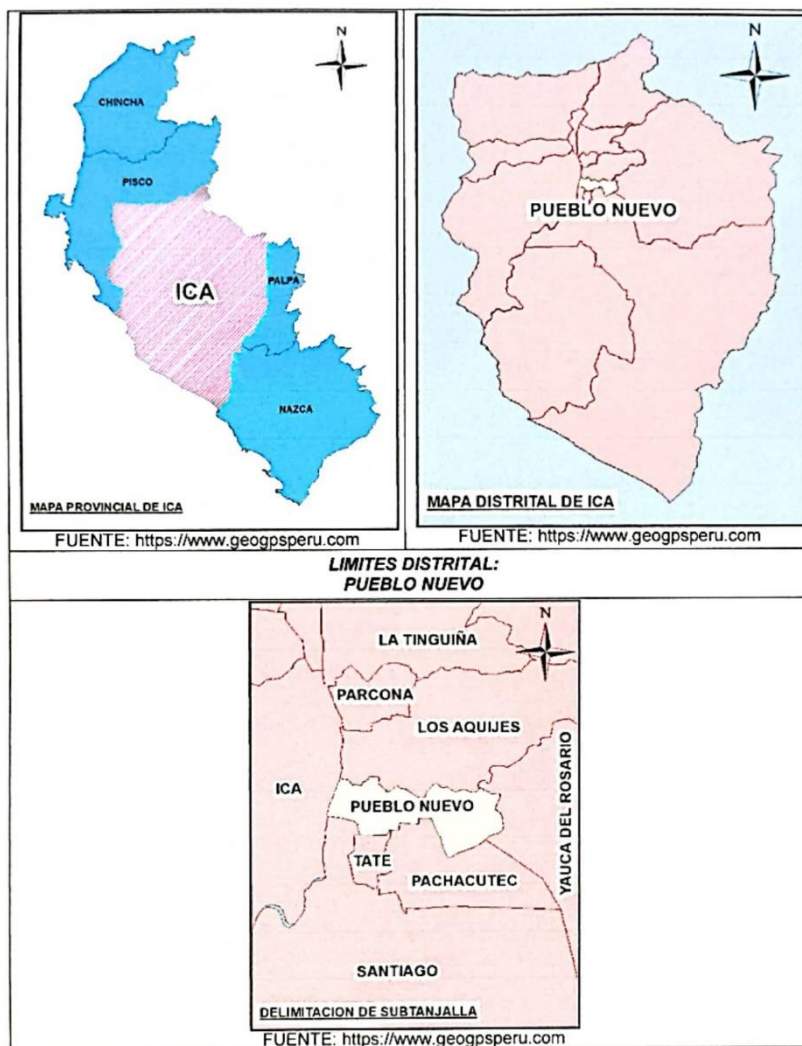 N
CHINCHA
PISCO
ICA
PALPA
NAZCA
MAPA PROVINCIAL DE ICA
FUENTE: https://www.geogpsperu.com
N
PUEBLO NUEVO
MAPA DISTRITAL DE ICA
FUENTE: https://www.geogpsperu.com
LIMITES DISTRITAL:
PUEBLO NUEVO
N
LA TINGUIÑA
PARCONA
LOS AQUIJES
YAUCA DEL ROSARIO
ICA
PUEBLO NUEVO
TATE
PACHACUTEC
SANTIAGO
DELIMITACION DE SUBTANJALLA
FUENTE: https://www.geogpsperu.com